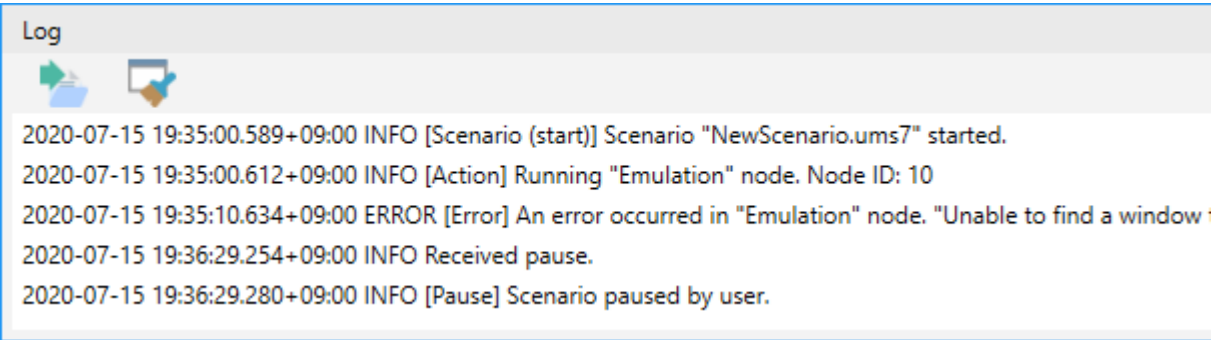 Log
2020-07-15 19:35:00.589+09:00 INFO [Scenario (start)] Scenario "NewScenario.ums7" started.
2020-07-15 19:35:00.612+09:00 INFO [Action] Running "Emulation" node. Node ID: 10
2020-07-15 19:35:10.634+09:00 ERROR [Error] An error occurred in "Emulation" node. "Unable to find a window
2020-07-15 19:36:29.254+09:00 INFO Received pause.
2020-07-15 19:36:29.280+09:00 INFO [Pause] Scenario paused by user.